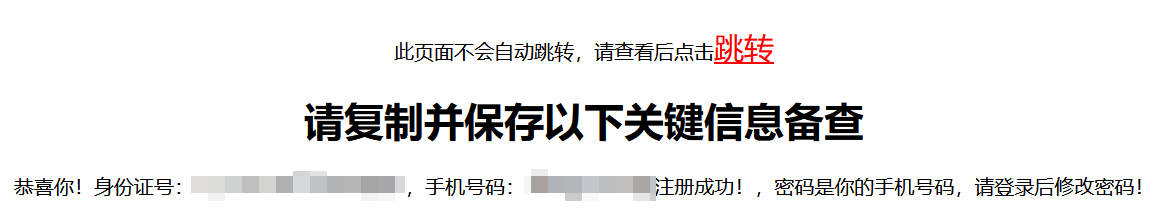 此页面不会自动跳转，请查看后点击跳转
请复制并保存以下关键信息备查
恭喜你！身份证号：，手机号码：注册成功！，密码是你的手机号码，请登录后修改密码！